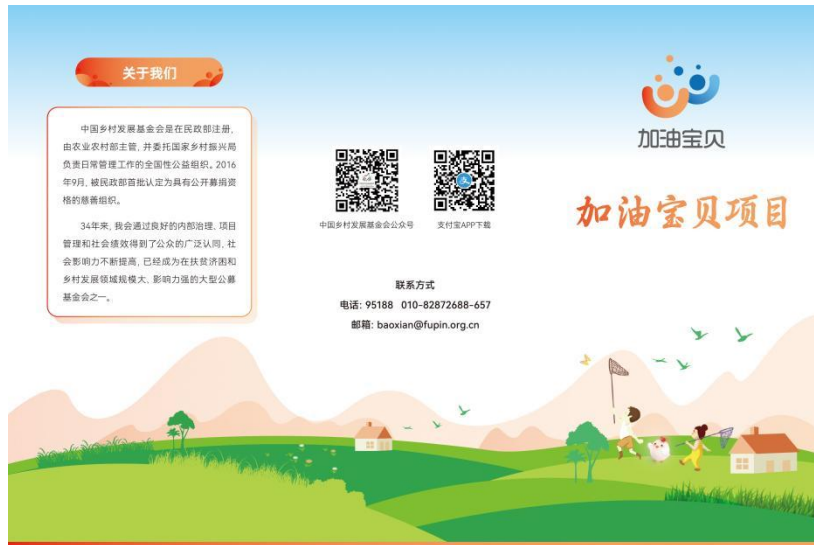 关于我们
中国乡村发展基金会是在民政部注册,
由农业农村部主管, 并委托国家乡村振兴局
负责日常管理工作的全国性公益组织。2016
年9月, 被民政部首批认定为具有公开募捐资
格的慈善组织。
34年来, 我会通过良好的内部治理, 项目
管理和社会绩效得到了公众的广泛认同, 社
会影响力不断提高, 已经成为在扶贫济困和
乡村发展领域规模大、影响力强的大型公募
基金会之一。
中国乡村发展基金会公众号
支付宝APP下载
联系方式
电话: 95188 010-82872688-657
邮箱: baoxian@fupin.org.cn
加油宝贝
加油宝贝项目